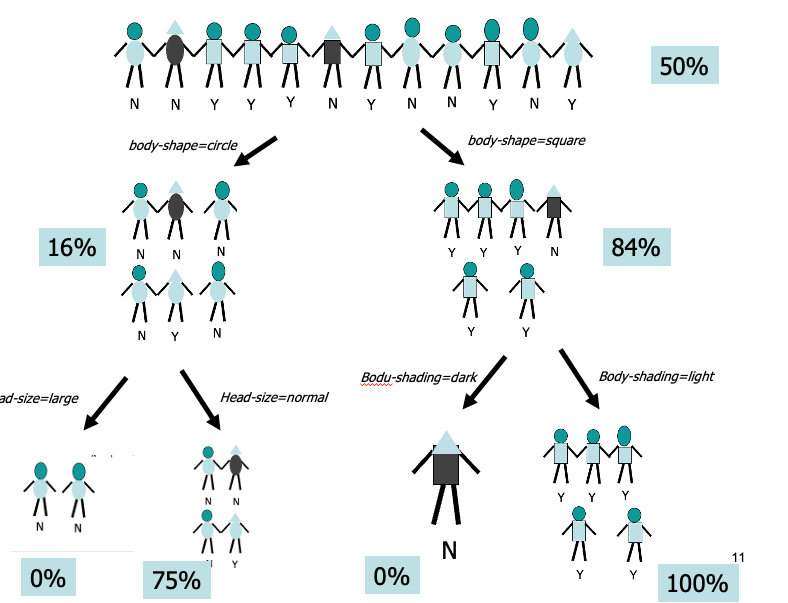 50%
N N Y Y Y N Y N N Y N Y
body-shape=circle
body-shape=square
16%
N N N
N Y N
84%
Y Y Y N
Y Y
ad-size=large
Head-size=normal
Bodu-shading=dark
Body-shading=light
N N
0%
N N
Y
75%
N
0%
Y Y Y
Y Y
11
100%